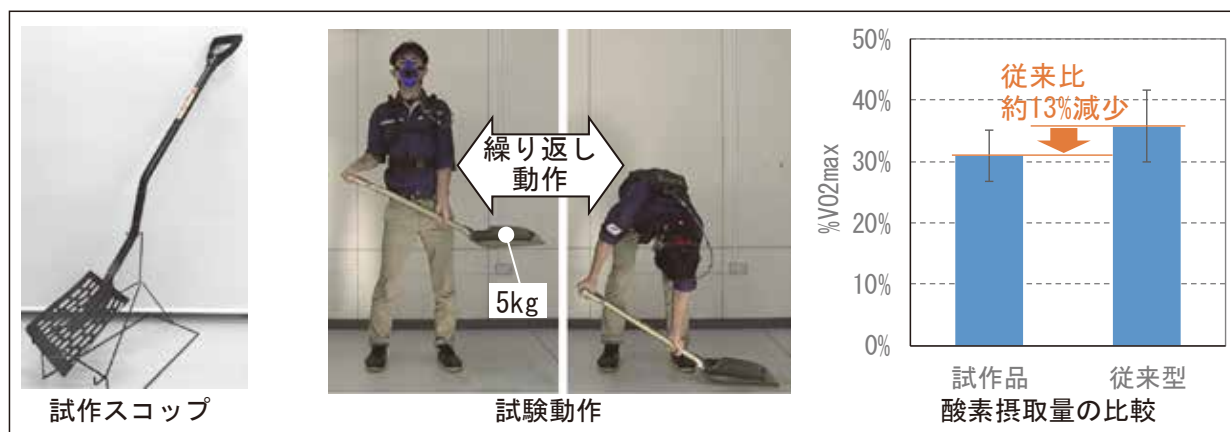 試作スコップ
繰り返し
動作
5kg
試験動作
50%
40%
30%
20%
10%
0%
%VO2max
従来比
約13%減少
試作品
従来型
酸素摂取量の比較